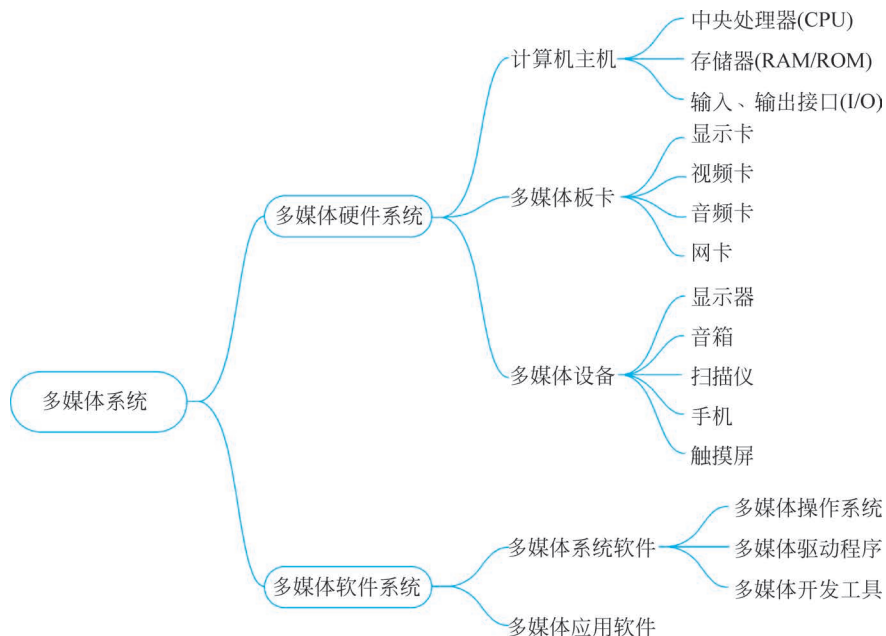 多媒体系统
多媒体硬件系统
计算机主机
中央处理器(CPU)
存储器(RAM/ROM)
输入、输出接口(I/O)
多媒体板卡
显示卡
视频卡
音频卡
网卡
多媒体设备
显示器
音箱
扫描仪
手机
触摸屏
多媒体软件系统
多媒体系统软件
多媒体操作系统
多媒体驱动程序
多媒体开发工具
多媒体应用软件